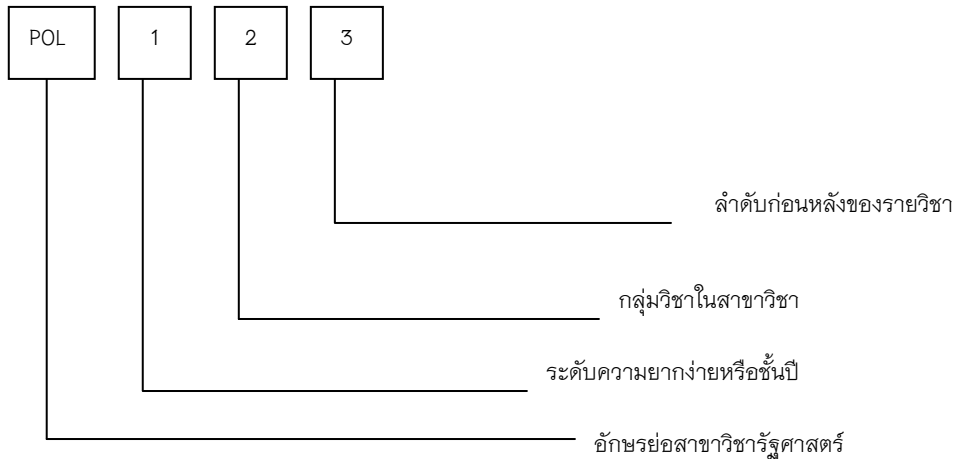 POL 1 2 3
ลำดับก่อนหลังของรายวิชา
กลุ่มวิชาในสาขาวิชา
ระดับความยากง่ายหรือชั้นปี
อักษรย่อสาขาวิชารัฐศาสตร์